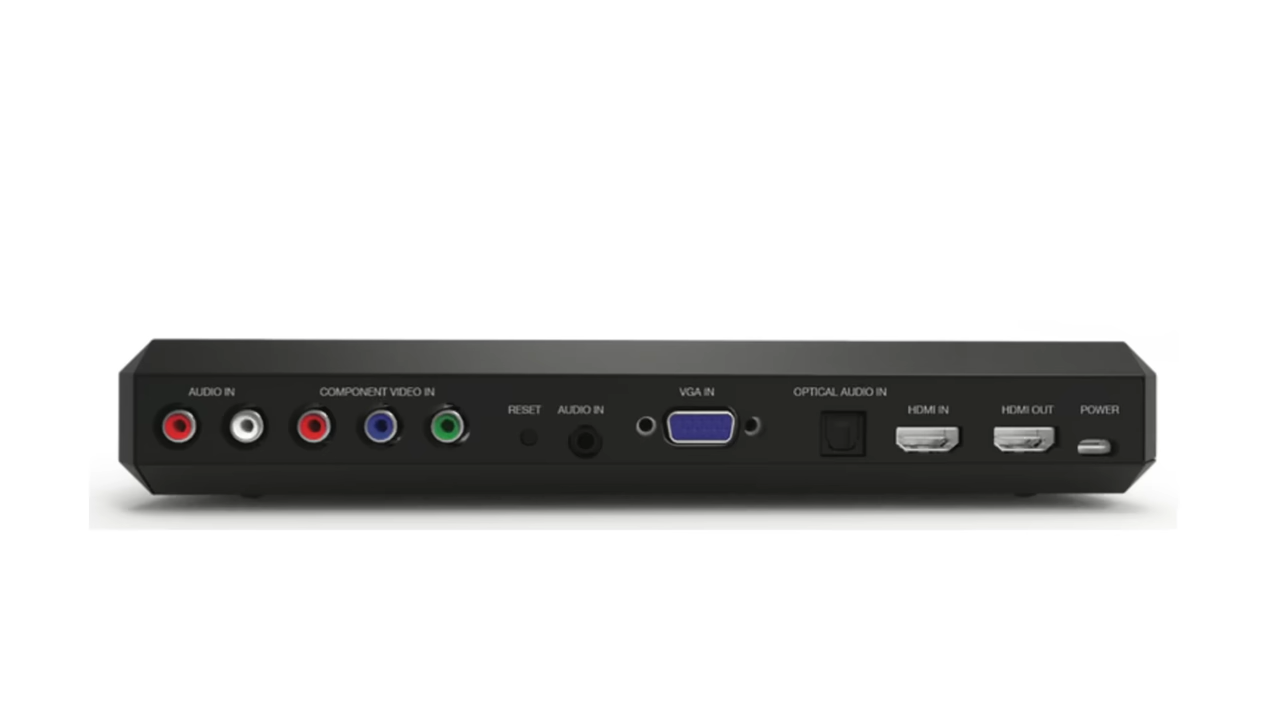 AUDIO IN
COMPONENT VIDEO IN
RESET
AUDIO IN
VGA IN
OPTICAL AUDIO IN
HDMI IN
HDMI OUT
POWER